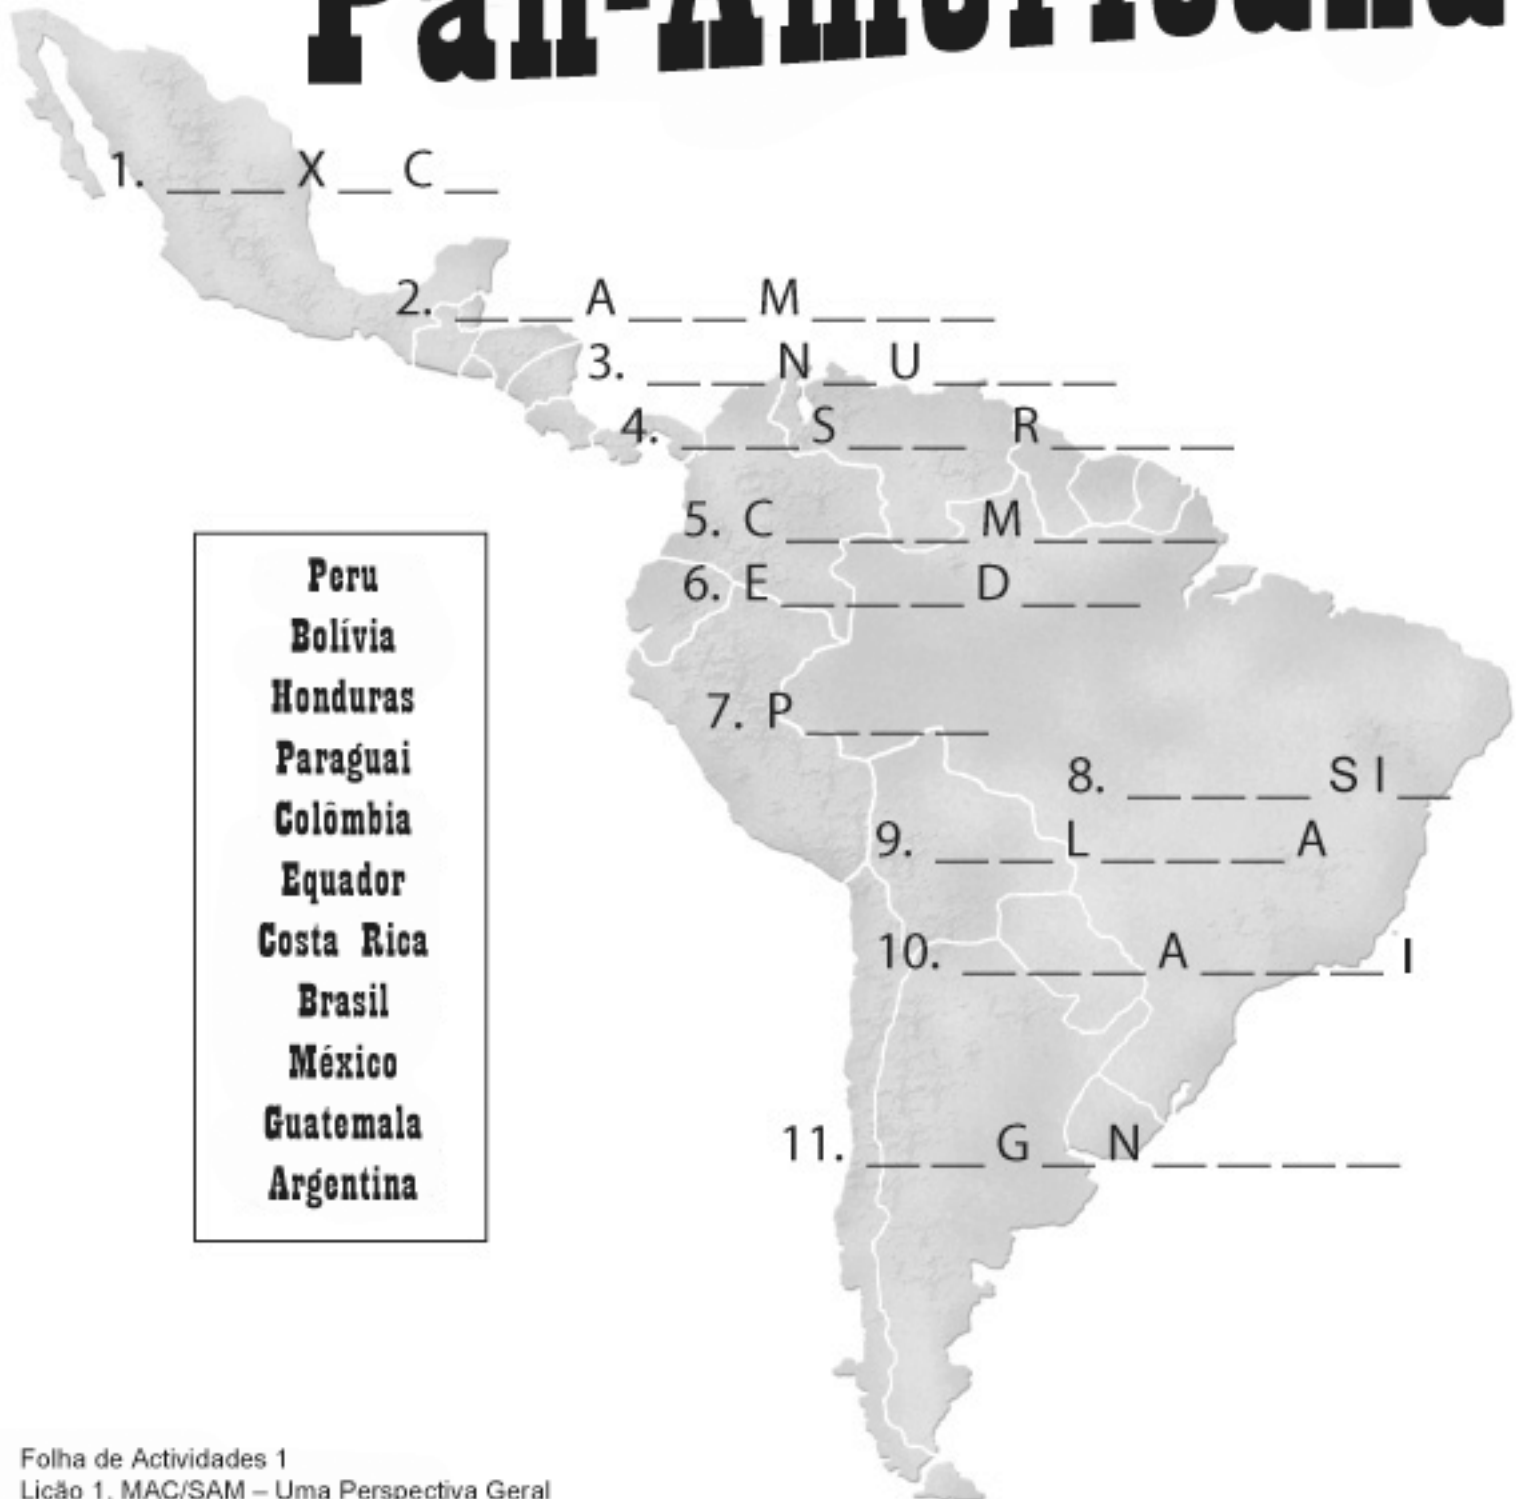 Pan-Americana
1. _ _ X _ C _
2. _ _ A _ _ M _ _ _
3. _ _ N _ U _ _ _
4. _ _ S _ _ R _ _ _
5. C _ _ _ M _ _ _
6. E _ _ _ D _ _
7. P _ _ _
8. _ _ _ S I _
9. _ _ L _ _ _ A
10. _ _ _ A _ _ _ I
11. _ _ G _ N _ _ _ _
Peru
Bolívia
Honduras
Paraguai
Colômbia
Equador
Costa Rica
Brasil
México
Guatemala
Argentina
Folha de Actividades 1
Lição 1, MAC/SAM – Uma Perspectiva Geral